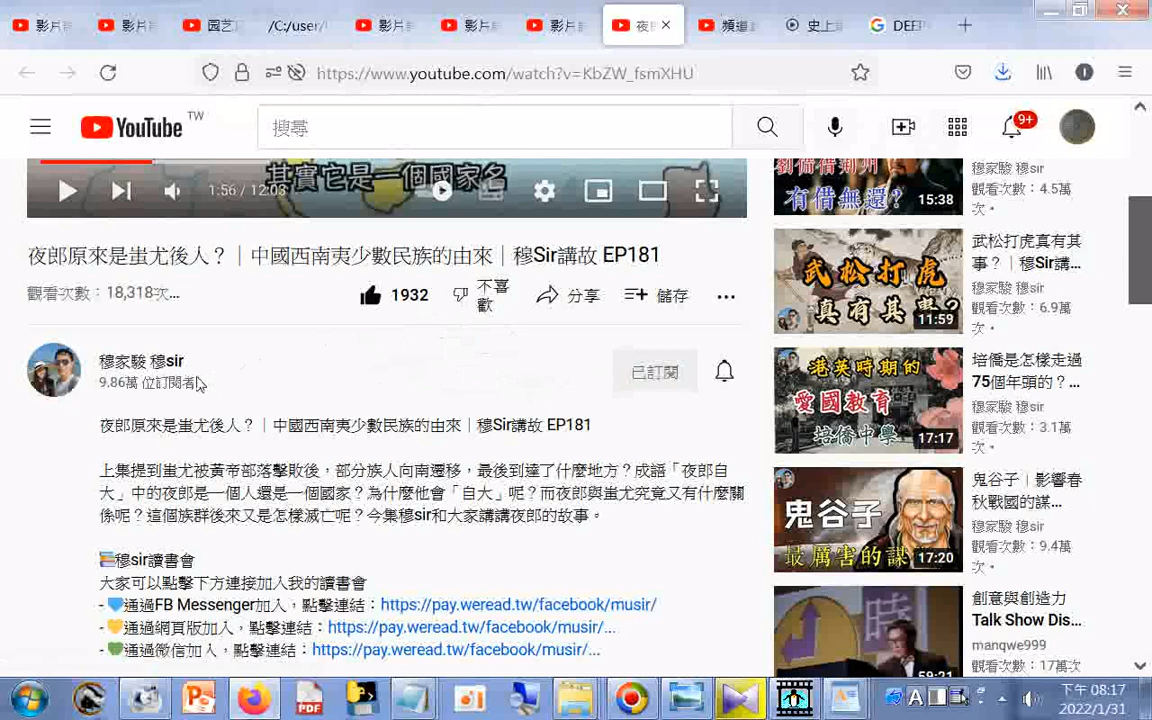 影片
影片
园艺
/C:/user/
影片
影片
影片
夜
頻道
史上
DEE
https://www.youtube.com/watch?v=KbZW_fsmXHU
YouTube TW
搜尋
9+
其實它是一個國家名
1:56 / 12:03
夜郎原來是蚩尤後人？｜中國西南夷少數民族的由來｜穆Sir講故 EP181
觀看次數：18,318次...
1932
不喜歡
分享
儲存
穆家駿 穆sir
9.86萬 位訂閱者
已訂閱
夜郎原來是蚩尤後人？｜中國西南夷少數民族的由來｜穆Sir講故 EP181
上集提到蚩尤被黃帝部落擊敗後，部分族人向南遷移，最後到達了什麼地方？成語「夜郎自
大」中的夜郎是一個人還是一個國家？為什麼他會「自大」呢？而夜郎與蚩尤究竟又有什麼關
係呢？這個族群後來又是怎樣滅亡呢？今集穆sir和大家講講夜郎的故事。
穆sir讀書會
大家可以點擊下方連接加入我的讀書會
- 通過FB Messenger加入，點擊連結：https://pay.weread.tw/facebook/musir/
- 通過網頁版加入，點擊連結：https://pay.weread.tw/facebook/musir/...
- 通過微信加入，點擊連結：https://pay.weread.tw/facebook/musir/...
劉備借荊州
有借無還?
15:38
穆家駿 穆sir
觀看次數：4.5萬
次・
武松打虎
真有其事?
11:59
武松打虎真有其
事？｜穆Sir講...
穆家駿 穆sir
觀看次數：6.9萬
次・
港英時期的
愛國教育
培僑中學
17:17
培僑是怎樣走過
75個年頭的？...
穆家駿 穆sir
觀看次數：3.1萬
次・
鬼谷子
最厲害的謀
17:20
鬼谷子｜影響春
秋戰國的謀...
穆家駿 穆sir
觀看次數：9.4萬
次・
時
59:21
創意與創造力
Talk Show Dis...
manqwe999
觀看次數：17萬次
PDF
A
下午 08:17
2022/1/31